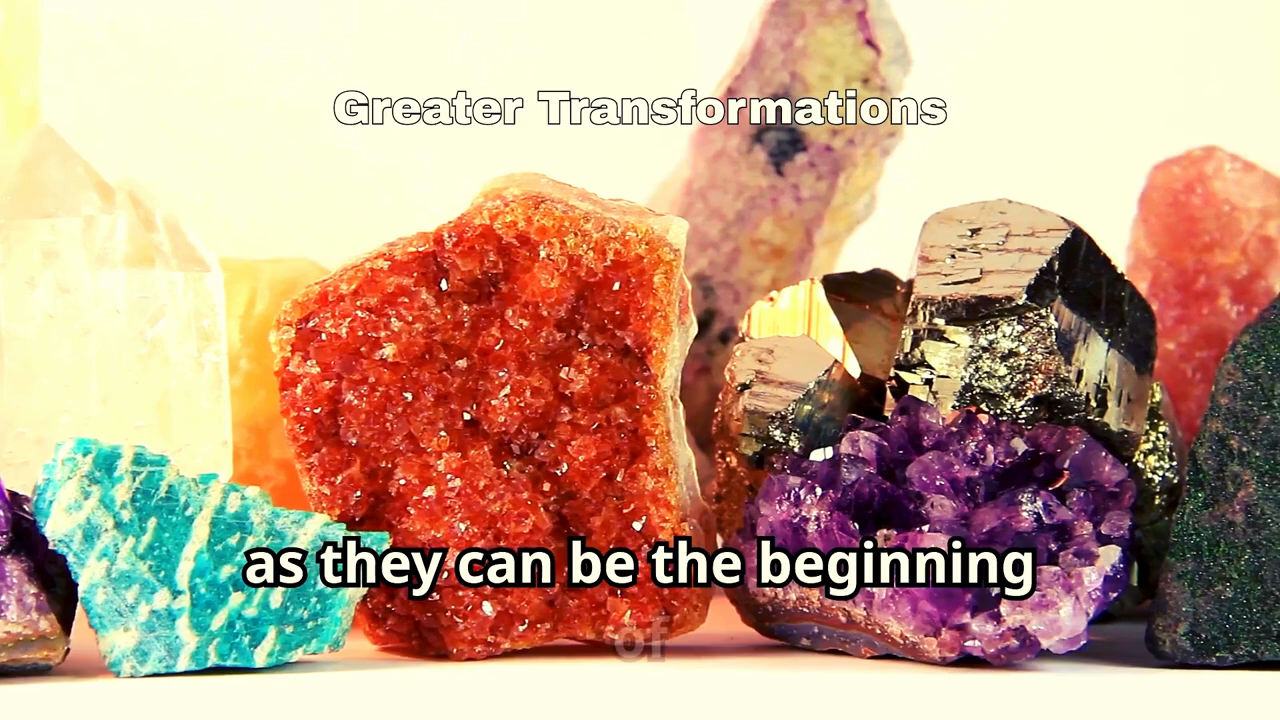 Greater Transformations
as they can be the beginning
of